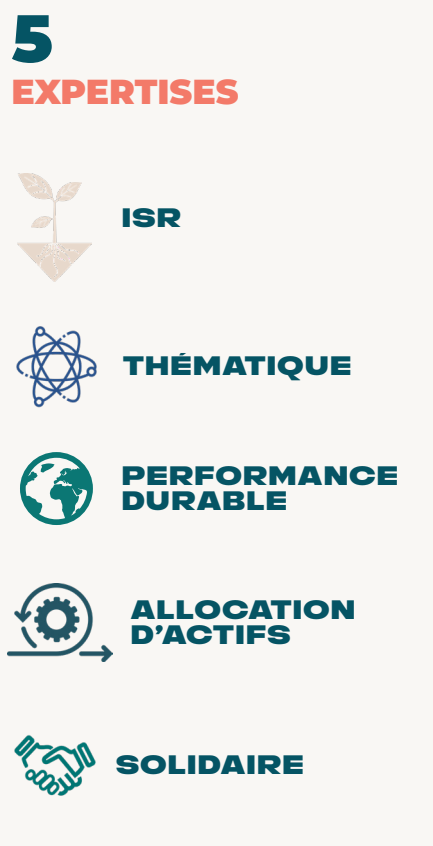 5
EXPERTISES
ISR
THÉMATIQUE
PERFORMANCE
DURABLE
ALLOCATION
D’ACTIFS
SOLIDAIRE